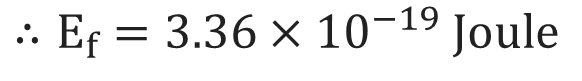 ∴ E_f = 3.36 × 10^{-19} Joule